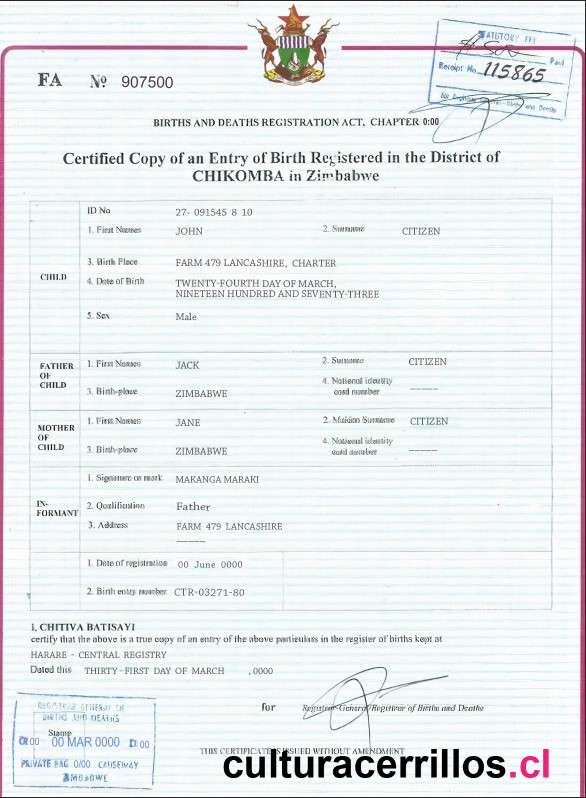 STATUTORY FEE
Paid
Receipt No. 115865
for Registrar General Births and Deaths
FA No 907500
BIRTHS AND DEATHS REGISTRATION ACT, CHAPTER 0:00
Certified Copy of an Entry of Birth Registered in the District of
CHIKOMBA in Zimbabwe
ID No 27- 091545 8 10
1. First Names JOHN 2. Surname CITIZEN
3. Birth Place FARM 479 LANCASHIRE, CHARTER
CHILD
4. Date of Birth TWENTY-FOURTH DAY OF MARCH,
NINETEEN HUNDRED AND SEVENTY-THREE
5. Sex Male
FATHER OF CHILD
1. First Names JACK 2. Surname CITIZEN
3. Birth-place ZIMBABWE 4. National identity card number -----
MOTHER OF CHILD
1. First Names JANE 2. Maiden Surname CITIZEN
3. Birth-place ZIMBABWE 4. National identity card number -----
IN-FORMANT
1. Signature or mark MAKANGA MARAKI
2. Qualification Father
3. Address FARM 479 LANCASHIRE
-----
1. Date of registration 00 June 0000
2. Birth entry number CTR-03271-80
I, CHITIVA BATISAYI
certify that the above is a true copy of an entry of the above particulars in the register of births kept at
HARARE - CENTRAL REGISTRY
Dated this THIRTY-FIRST DAY OF MARCH ,0000
for Registrar-General/Registrar of Births and Deaths
REGISTRAR GENERAL OF
BIRTHS AND DEATHS
Stamp
00 MAR 0000
PRIVATE BAG 0/00 CAUSEWAY
ZIMBABWE
THIS CERTIFICATE IS ISSUED WITHOUT AMENDMENT
culturacerrillos.cl